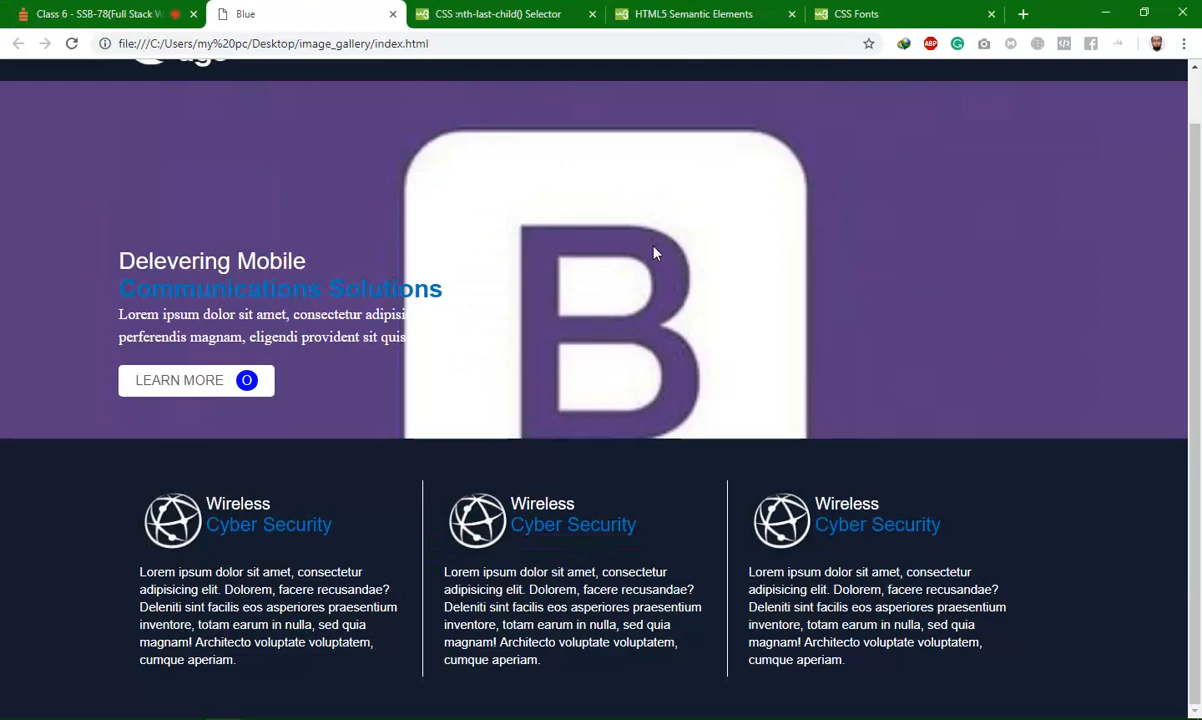 Class 6 - SSB-78(Full Stack W
Blue
CSS :nth-last-child() Selector
HTML5 Semantic Elements
CSS Fonts
file:///C:/Users/my%20pc/Desktop/image_gallery/index.html
ABP
B
Delevering Mobile
Communications Solutions
Lorem ipsum dolor sit amet, consectetur adipisi
perferendis magnam, eligendi provident sit quis
LEARN MORE O
Wireless
Cyber Security
Lorem ipsum dolor sit amet, consectetur
adipisicing elit. Dolorem, facere recusandae?
Deleniti sint facilis eos asperiores praesentium
inventore, totam earum in nulla, sed quia
magnam! Architecto voluptate voluptatem,
cumque aperiam.
Wireless
Cyber Security
Lorem ipsum dolor sit amet, consectetur
adipisicing elit. Dolorem, facere recusandae?
Deleniti sint facilis eos asperiores praesentium
inventore, totam earum in nulla, sed quia
magnam! Architecto voluptate voluptatem,
cumque aperiam.
Wireless
Cyber Security
Lorem ipsum dolor sit amet, consectetur
adipisicing elit. Dolorem, facere recusandae?
Deleniti sint facilis eos asperiores praesentium
inventore, totam earum in nulla, sed quia
magnam! Architecto voluptate voluptatem,
cumque aperiam.